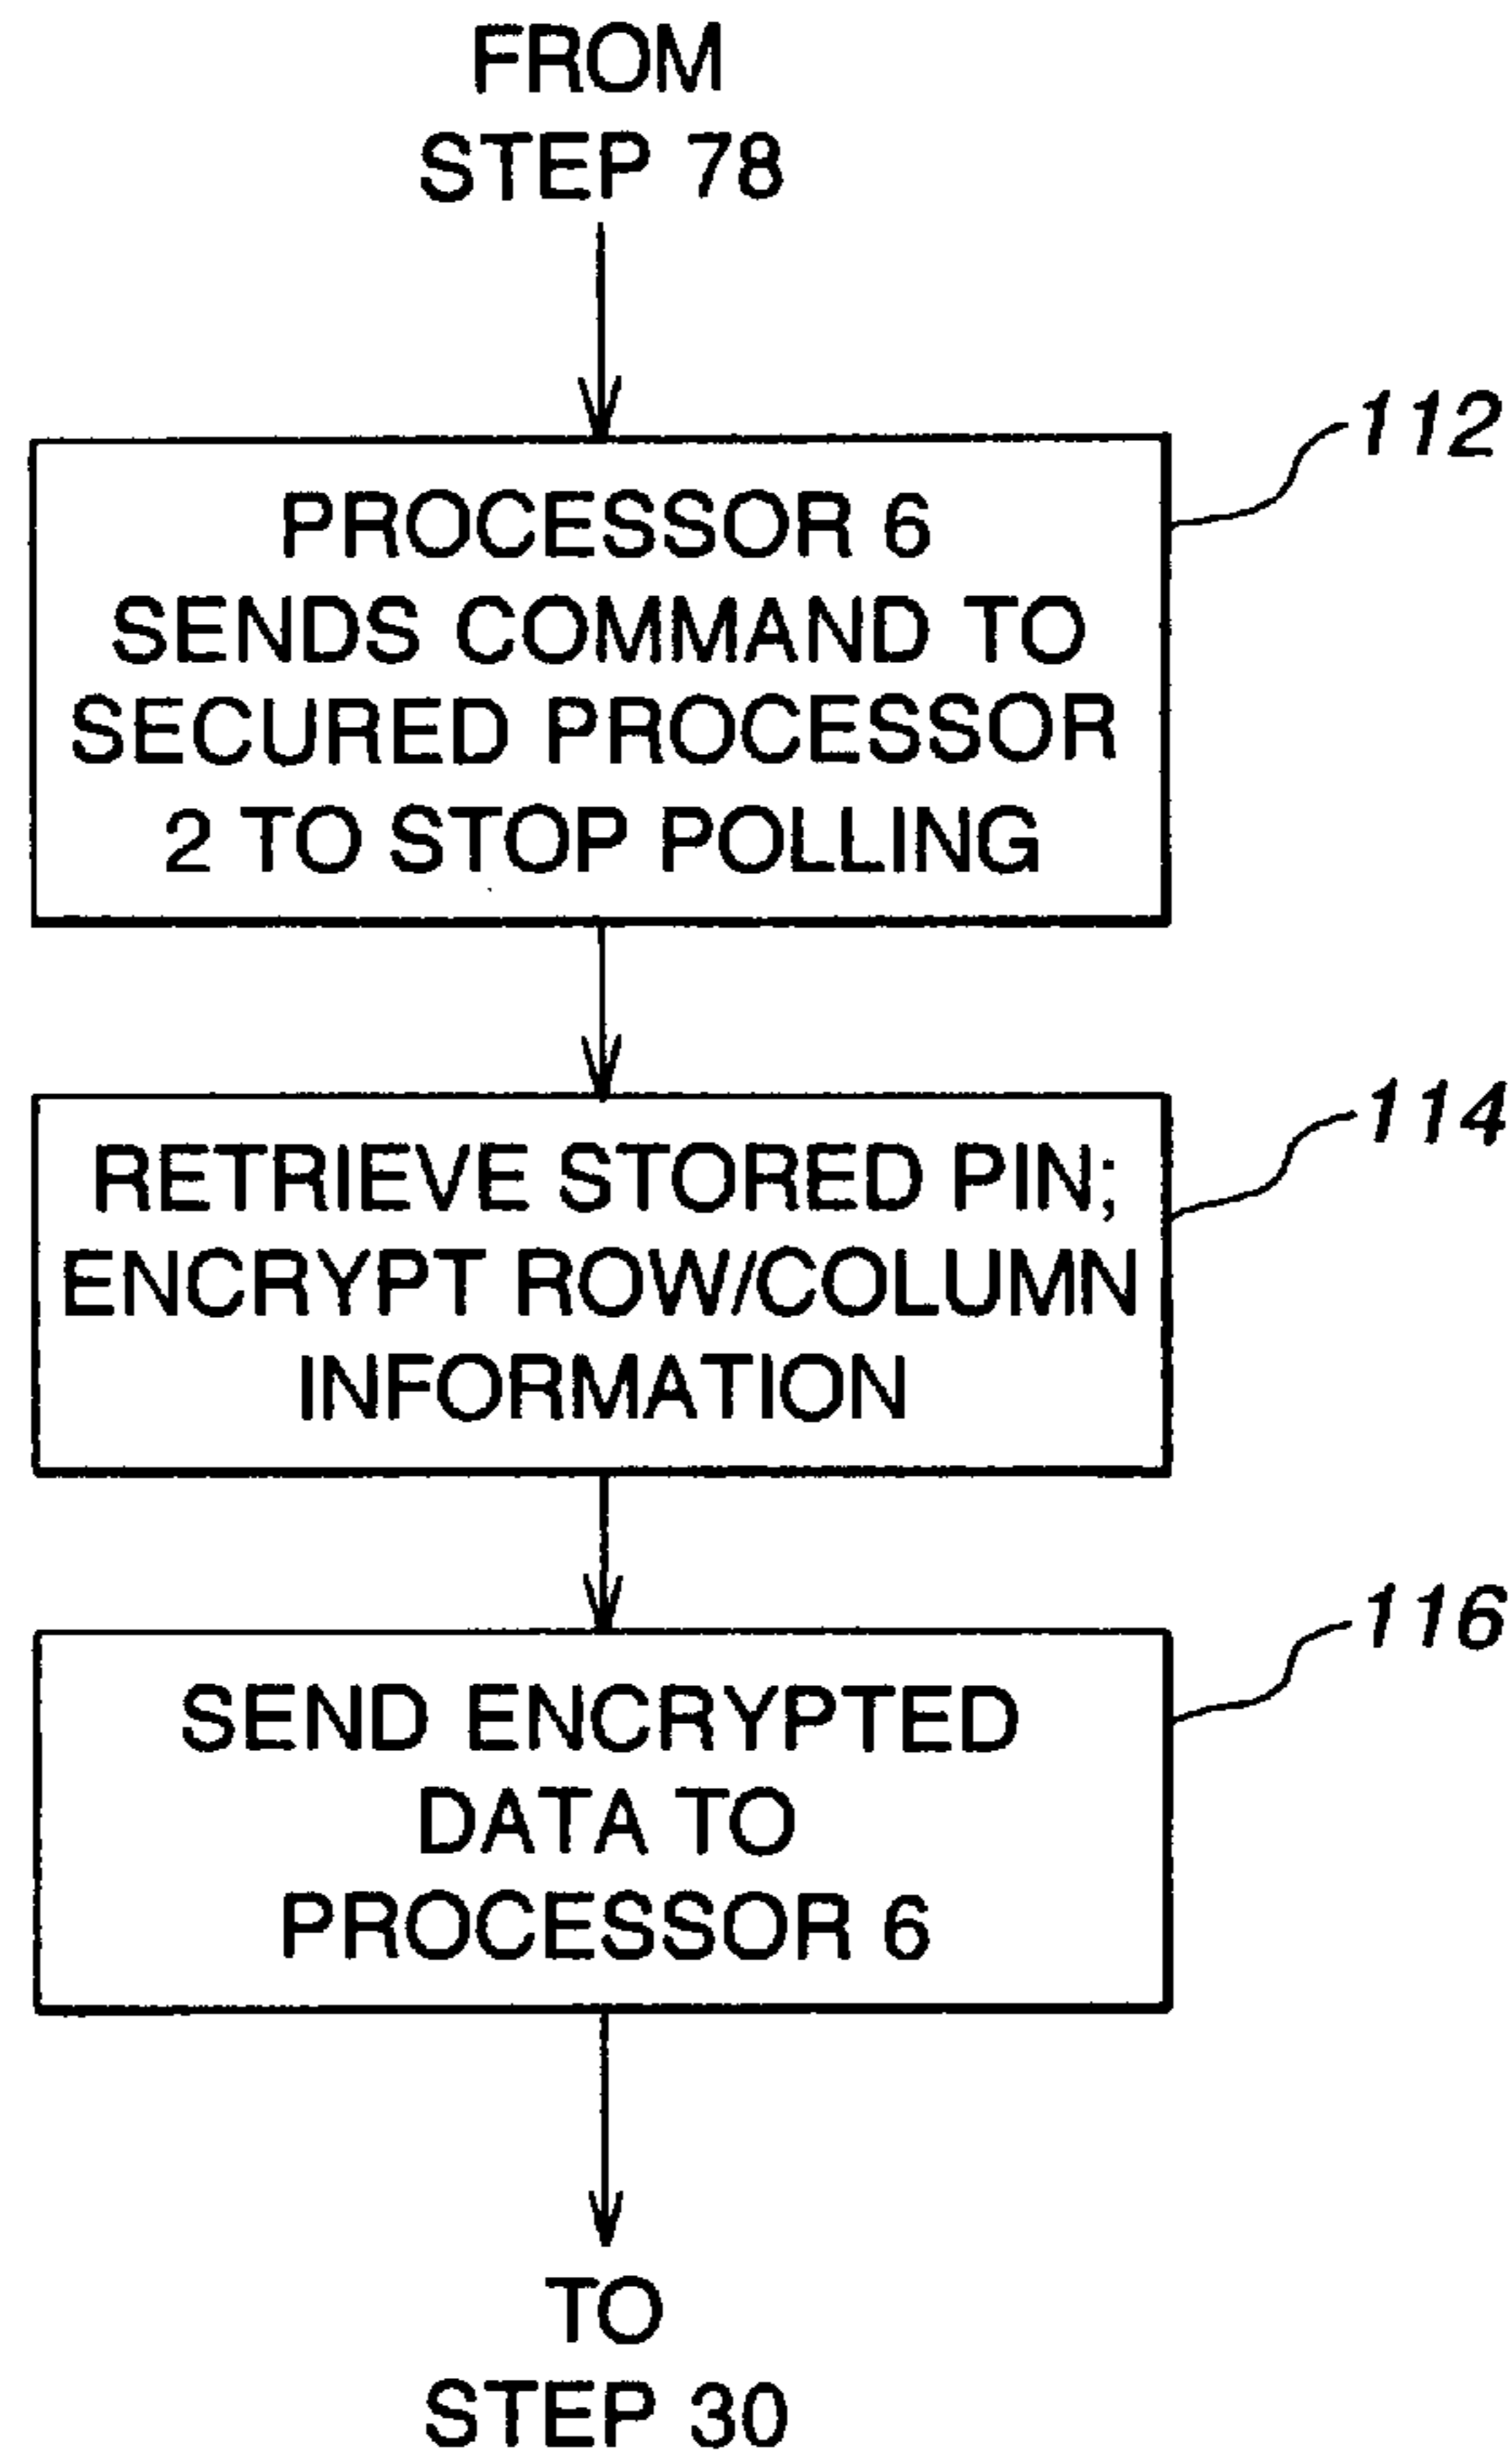 FROM
STEP 78
112
PROCESSOR 6
SENDS COMMAND TO
SECURED PROCESSOR
2 TO STOP POLLING
114
RETRIEVE STORED PIN;
ENCRYPT ROW/COLUMN
INFORMATION
116
SEND ENCRYPTED
DATA TO
PROCESSOR 6
TO
STEP 30